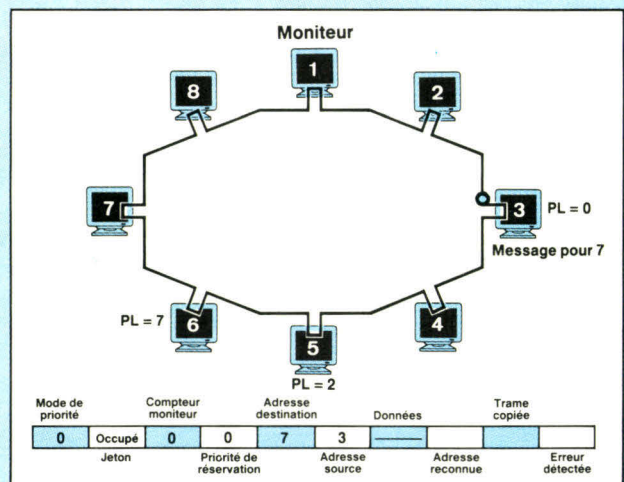 Moniteur
1
8
2
7
3
PL = 0
Message pour 7
6
PL = 7
4
5
PL = 2
Mode de priorité
Compteur moniteur
Adresse destination
Données
Trame copiée
0
Occupé
0
0
7
3
Jeton
Priorité de réservation
Adresse source
Adresse reconnue
Erreur détectée